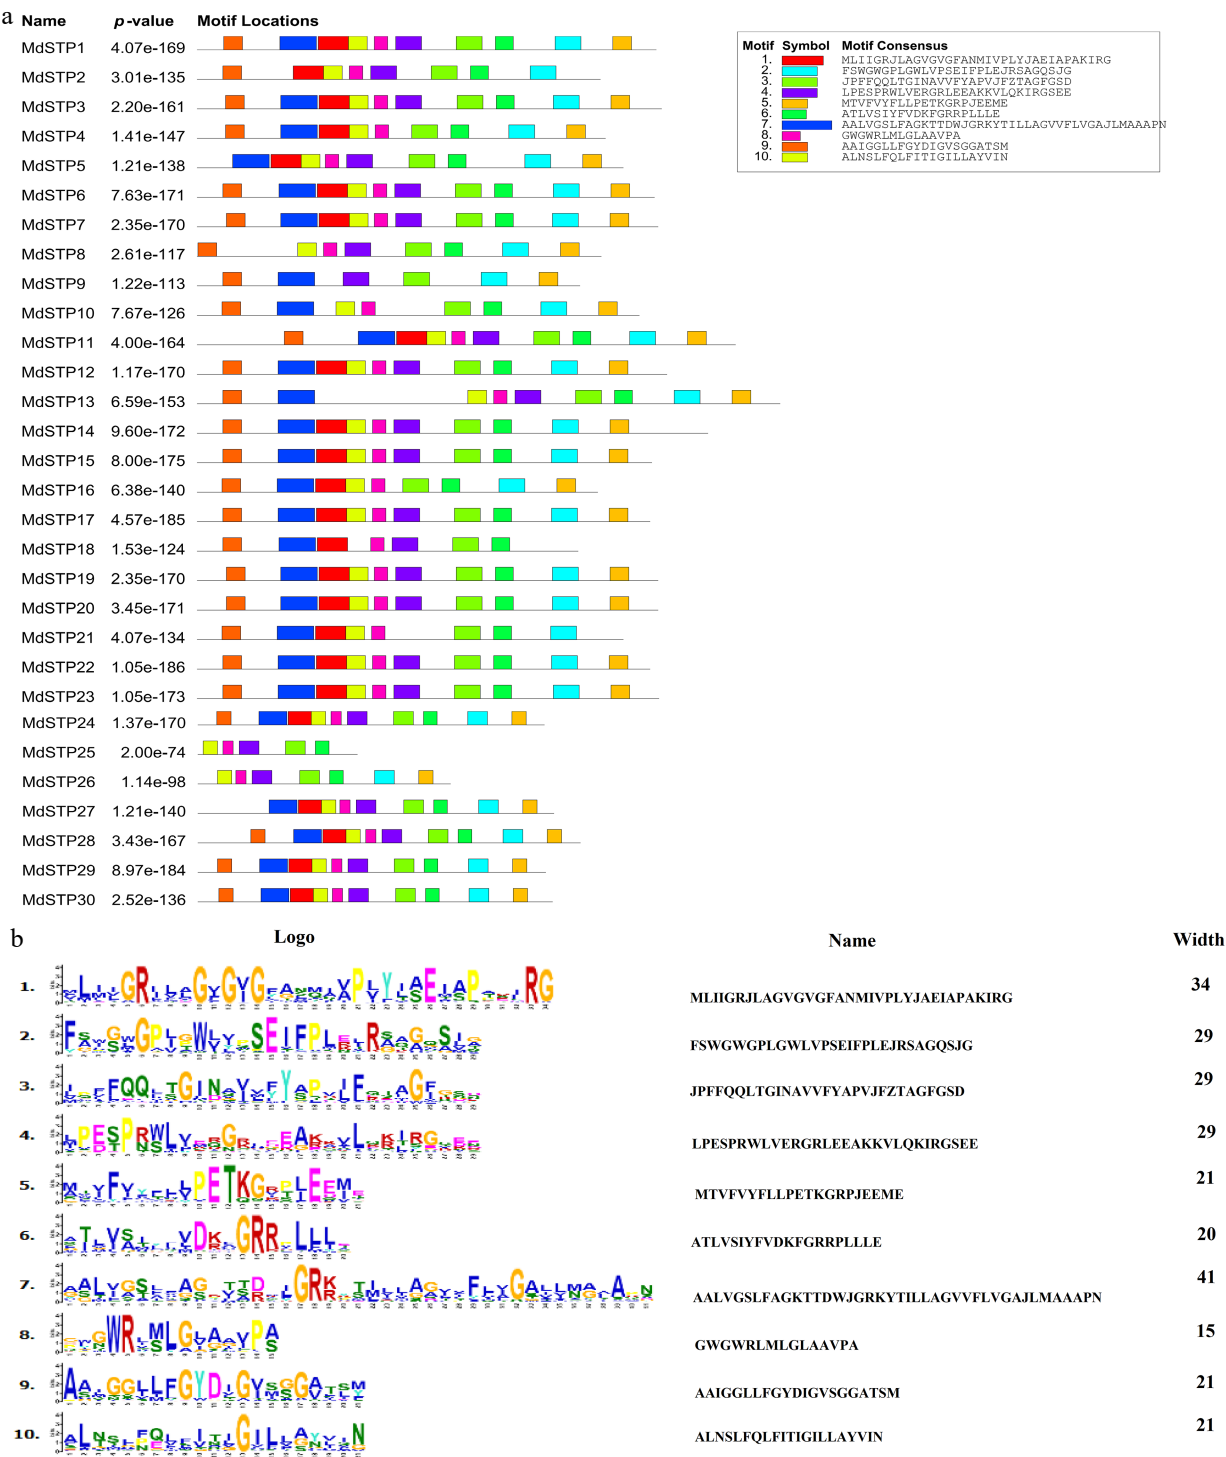 a
Name p-value Motif Locations
MdSTP1 4.07e-169
MdSTP2 3.01e-135
MdSTP3 2.20e-161
MdSTP4 1.41e-147
MdSTP5 1.21e-138
MdSTP6 7.63e-171
MdSTP7 2.35e-170
MdSTP8 2.61e-117
MdSTP9 1.22e-113
MdSTP10 7.67e-126
MdSTP11 4.00e-164
MdSTP12 1.17e-170
MdSTP13 6.59e-153
MdSTP14 9.60e-172
MdSTP15 8.00e-175
MdSTP16 6.38e-140
MdSTP17 4.57e-185
MdSTP18 1.53e-124
MdSTP19 2.35e-170
MdSTP20 3.45e-171
MdSTP21 4.07e-134
MdSTP22 1.05e-186
MdSTP23 1.05e-173
MdSTP24 1.37e-170
MdSTP25 2.00e-74
MdSTP26 1.14e-98
MdSTP27 1.21e-140
MdSTP28 3.43e-167
MdSTP29 8.97e-184
MdSTP30 2.52e-136
Motif Symbol Motif Consensus
1. MLIIGRJLAGVGVGFANMIVPLYJAEIAPAKIRG
2. FSWGWGPLGWLVPSEIFPLEJRSAGQSJG
3. JPFFQQLTGINAVVFYAPVJFZTAGFGSD
4. LPESPRWLVERGRLEEAKKVLQKIRGSEE
5. MTVFVYFLLPETKGRPJEEME
6. ATLVSIYFVDKFGRRPLLLE
7. AALVGSLFAGKTTDWJGRKYTILLAGVVFLVGAJLMAAAPN
8. GWGWRLMLGLAAVPA
9. AAIGGLLFGYDIGVSGGATSM
10. ALNSLFQLFITIGILLAYVIN
b
Logo Name Width
1. MLIIGRJLAGVGVGFANMIVPLYJAEIAPAKIRG 34
2. FSWGWGPLGWLVPSEIFPLEJRSAGQSJG 29
3. JPFFQQLTGINAVVFYAPVJFZTAGFGSD 29
4. LPESPRWLVERGRLEEAKKVLQKIRGSEE 29
5. MTVFVYFLLPETKGRPJEEME 21
6. ATLVSIYFVDKFGRRPLLLE 20
7. AALVGSLFAGKTTDWJGRKYTILLAGVVFLVGAJLMAAAPN 41
8. GWGWRLMLGLAAVPA 15
9. AAIGGLLFGYDIGVSGGATSM 21
10. ALNSLFQLFITIGILLAYVIN 21